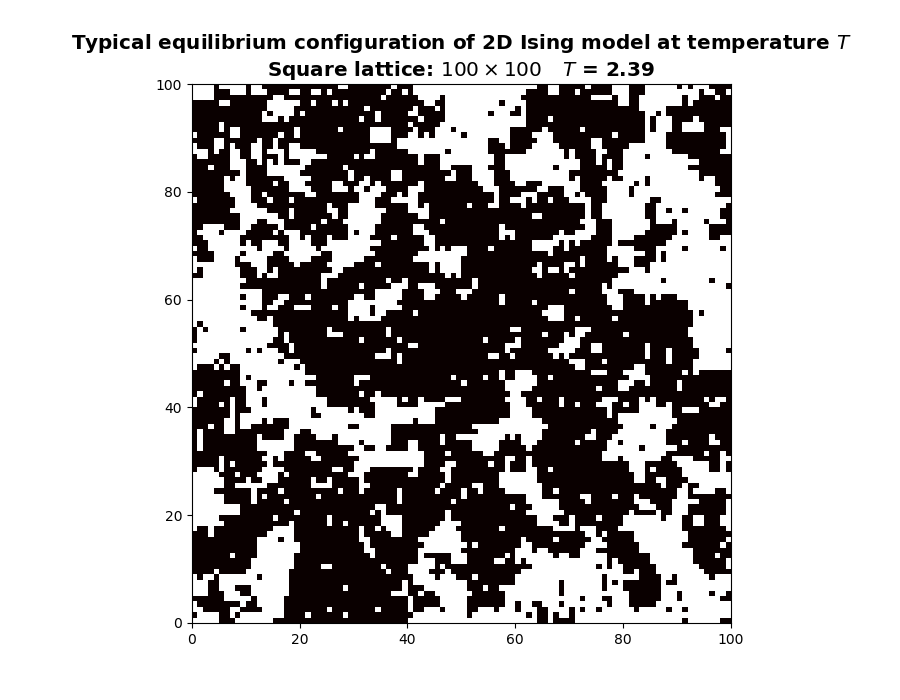 Typical equilibrium configuration of 2D Ising model at temperature T
Square lattice: 100 × 100 T = 2.39
100
80
60
40
20
0
0 20 40 60 80 100